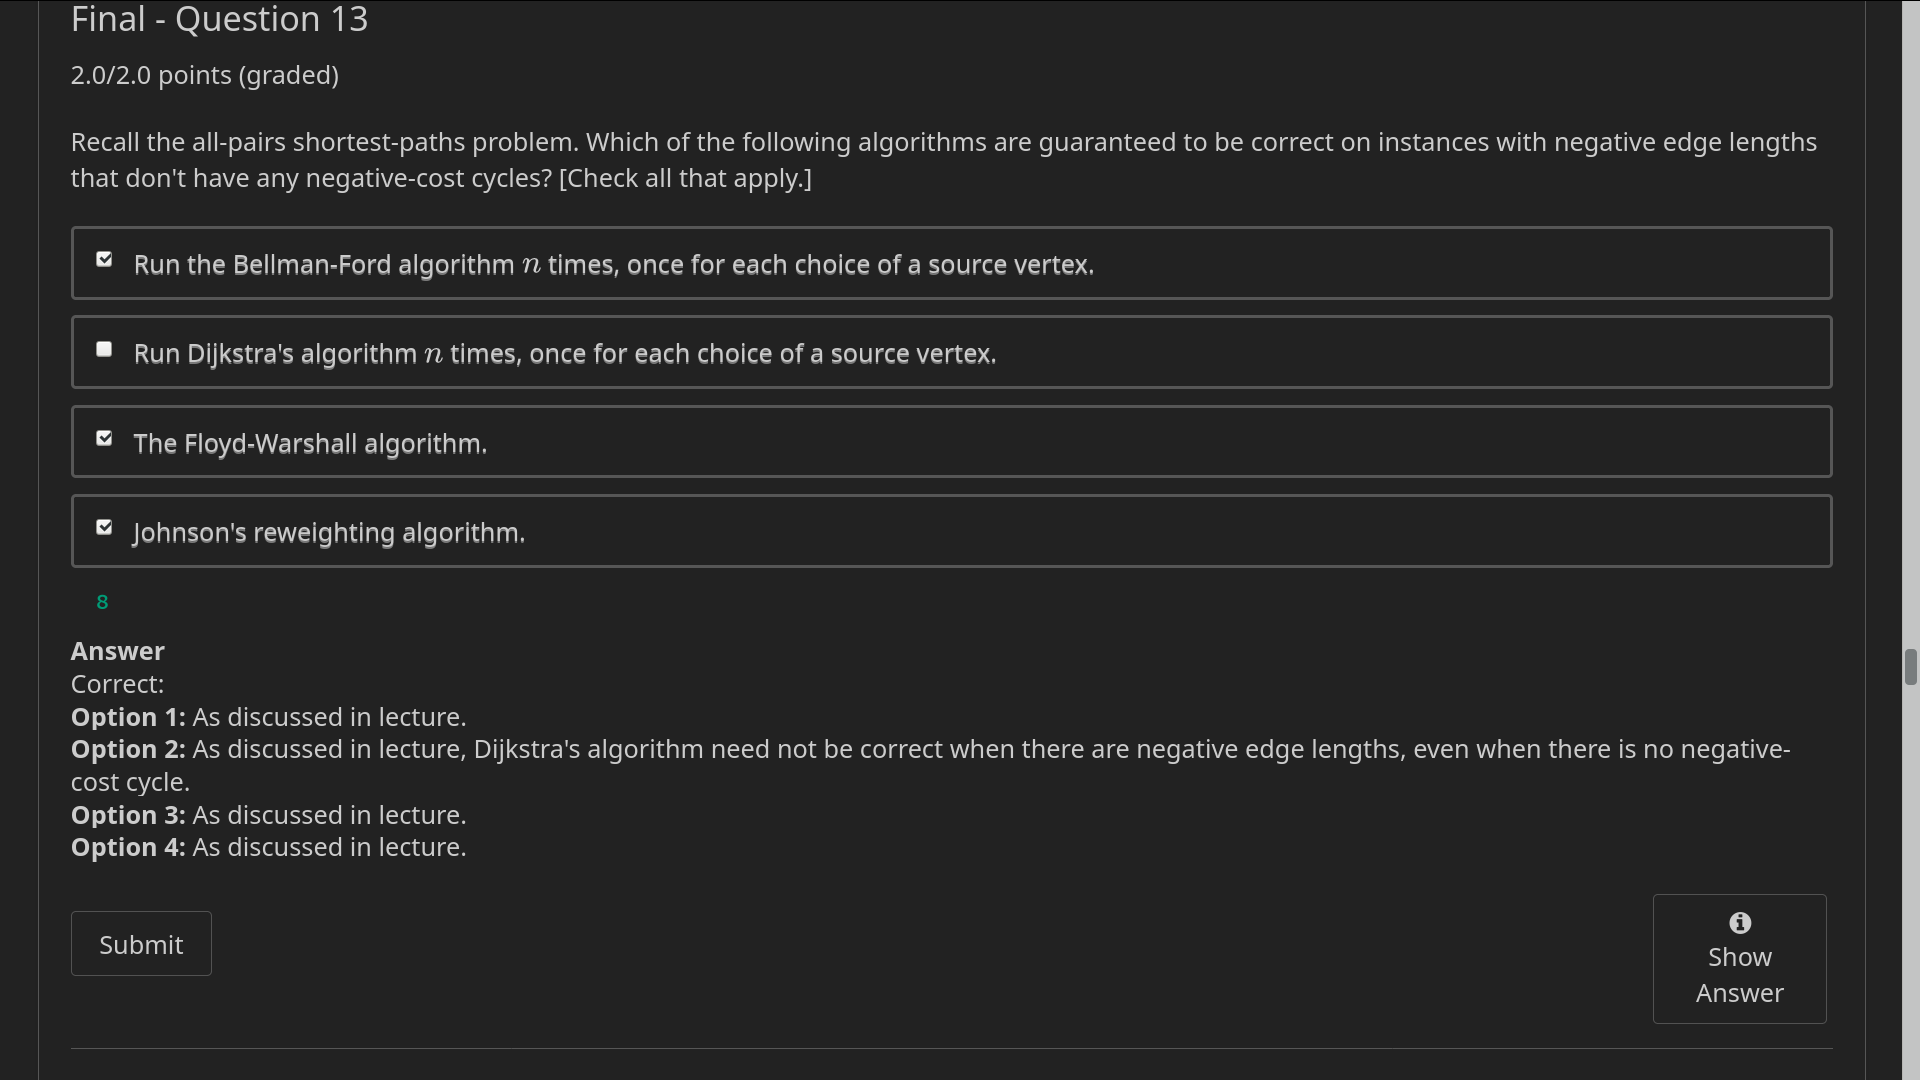 Final - Question 13
2.0/2.0 points (graded)
Recall the all-pairs shortest-paths problem. Which of the following algorithms are guaranteed to be correct on instances with negative edge lengths
that don't have any negative-cost cycles? [Check all that apply.]
Run the Bellman-Ford algorithm n times, once for each choice of a source vertex.
Run Dijkstra's algorithm n times, once for each choice of a source vertex.
The Floyd-Warshall algorithm.
Johnson's reweighting algorithm.
8
Answer
Correct:
Option 1: As discussed in lecture.
Option 2: As discussed in lecture, Dijkstra's algorithm need not be correct when there are negative edge lengths, even when there is no negative-
cost cycle.
Option 3: As discussed in lecture.
Option 4: As discussed in lecture.
Submit
Show
Answer